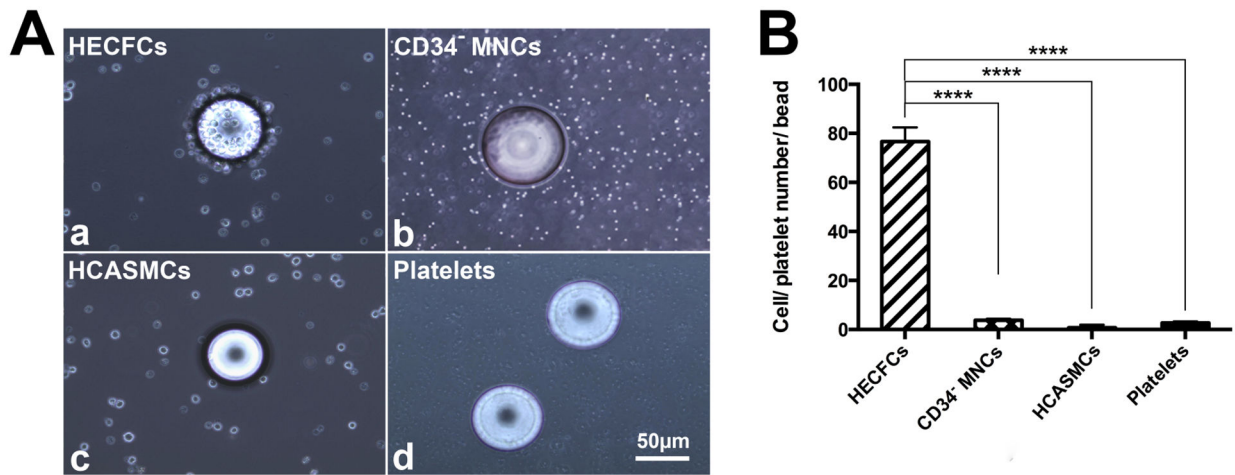 A
HECFCs
CD34⁻ MNCs
a
b
HCASMCs
Platelets
c
d
50μm
B
****
****
****
Cell/ platelet number/ bead
100
80
60
40
20
0
HECFCs
CD34⁻ MNCs
HCASMCs
Platelets